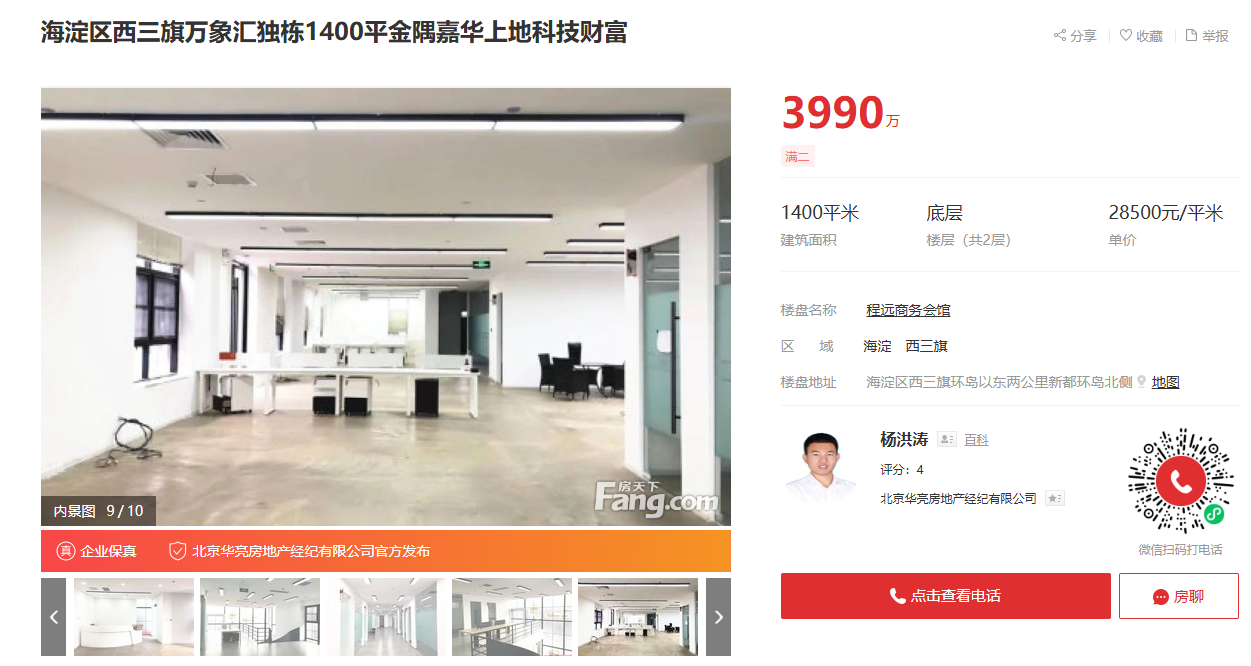 海淀区西三旗万象汇独栋1400平金隅嘉华上地科技财富
分享 收藏 举报
3990万
满二
1400平米 底层 28500元/平米
建筑面积 楼层（共2层） 单价
楼盘名称 程远商务会馆
区 域 海淀 西三旗
楼盘地址 海淀区西三旗环岛以东两公里新都环岛北侧 地图
杨洪涛 百科
评分：4
北京华亮房地产经纪有限公司
微信扫码打电话
点击查看电话 房聊
房天下
Fang.com
内景图 9 / 10
真 企业保真 北京华亮房地产经纪有限公司官方发布